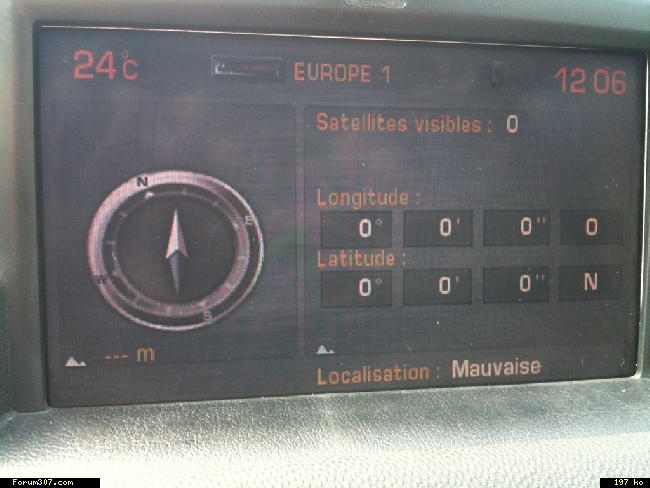 24°C EUROPE 1 12 06
Satellites visibles : 0
Longitude :
0° 0' 0'' O
Latitude :
0° 0' 0'' N
N
E
S
W
--- m
Localisation : Mauvaise
Forum307.com 197 ko